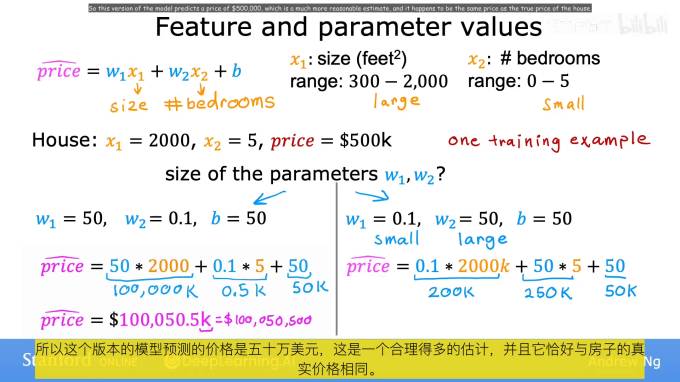 So this version of the model predicts a price of $500,000, which is a much more reasonable estimate, and it happens to be the same price as the true price of the house.
Feature and parameter values
bilibili
price = w₁x₁ + w₂x₂ + b
size #bedrooms
x₁: size (feet²)
range: 300 − 2,000
large
x₂: # bedrooms
range: 0 − 5
small
House: x₁ = 2000, x₂ = 5, price = $500k
one training example
size of the parameters w₁, w₂?
w₁ = 50, w₂ = 0.1, b = 50
price = 50 * 2000 + 0.1 * 5 + 50
100,000K 0.5K 50K
price = $100,050.5k = $100,050,500
w₁ = 0.1, w₂ = 50, b = 50
small large
price = 0.1 * 2000k + 50 * 5 + 50
200K 250K 50K
所以这个版本的模型预测的价格是五十万美元，这是一个合理得多的估计，并且它恰好与房子的真
实价格相同。